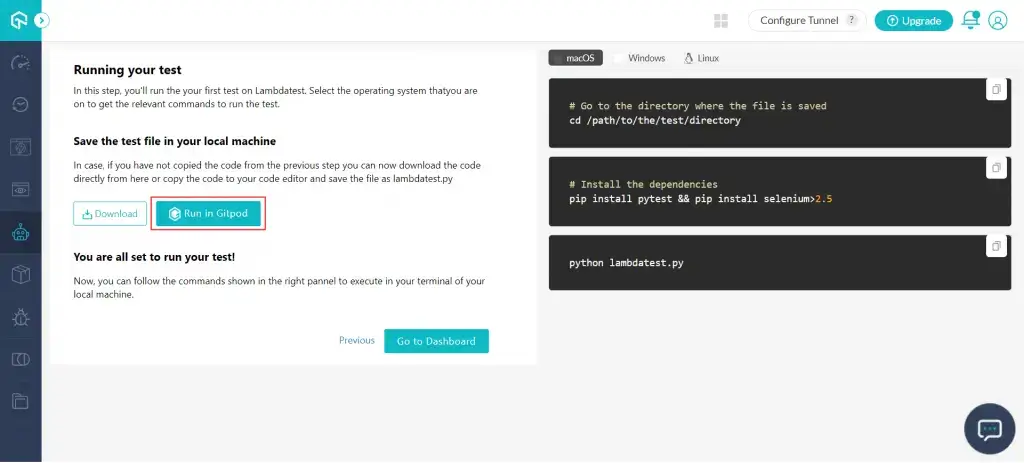 Configure Tunnel ?
Upgrade
Running your test
In this step, you'll run the your first test on Lambdatest. Select the operating system thatyou are
on to get the relevant commands to run the test.
Save the test file in your local machine
In case, if you have not copied the code from the previous step you can now download the code
directly from here or copy the code to your code editor and save the file as lambdatest.py
Download
Run in Gitpod
You are all set to run your test!
Now, you can follow the commands shown in the right pannel to execute in your terminal of your
local machine.
Previous
Go to Dashboard
macOS
Windows
Linux
# Go to the directory where the file is saved
cd /path/to/the/test/directory
# Install the dependencies
pip install pytest && pip install selenium>2.5
python lambdatest.py